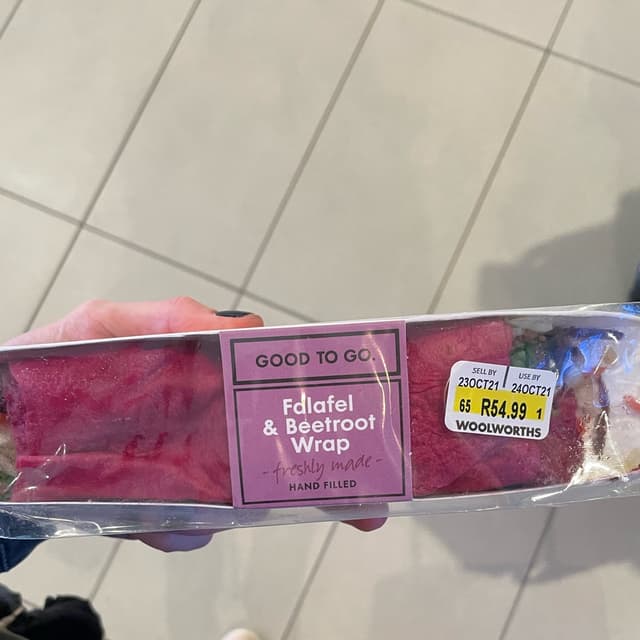 GOOD TO GO.
Fdlafel
& Beetroot
Wrap
- freshly made -
HAND FILLED
SELL BY USE BY
23OCT21 24OCT21
65 R54.99 1
WOOLWORTHS